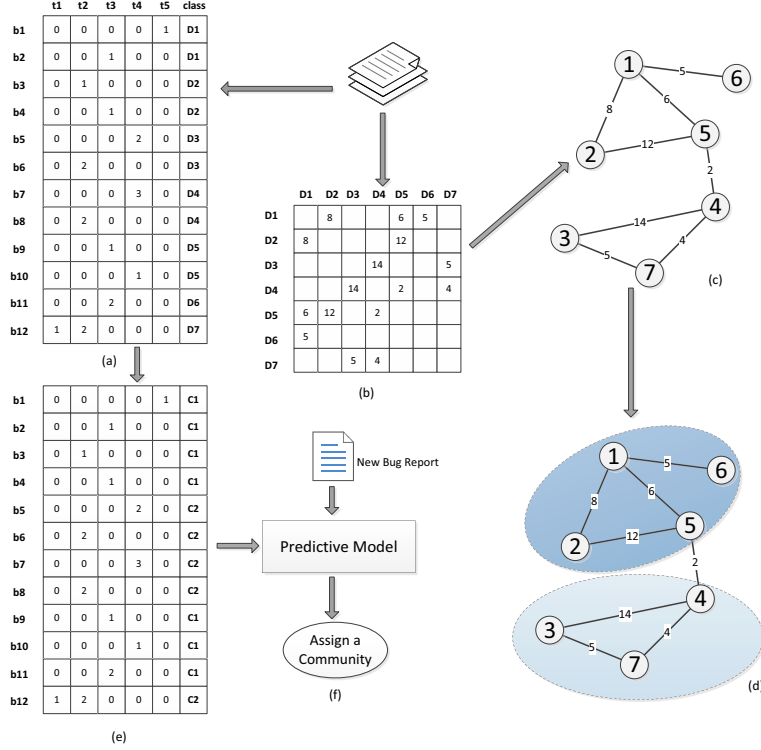 t1 t2 t3 t4 t5 class
b1 0 0 0 0 1 D1
b2 0 0 1 0 0 D1
b3 0 1 0 0 0 D2
b4 0 0 1 0 0 D2
b5 0 0 0 2 0 D3
b6 0 2 0 0 0 D3
b7 0 0 0 3 0 D4
b8 0 2 0 0 0 D4
b9 0 0 1 0 0 D5
b10 0 0 0 1 0 D5
b11 0 0 2 0 0 D6
b12 1 2 0 0 0 D7
(a)
D1 D2 D3 D4 D5 D6 D7
D1 8 6 5
D2 8 12
D3 14 5
D4 14 2 4
D5 6 12 2
D6 5
D7 5 4
(b)
1 5 6
8 6
2 12 5
2
4
3 14
5 4
7
(c)
b1 0 0 0 0 1 C1
b2 0 0 1 0 0 C1
b3 0 1 0 0 0 C1
b4 0 0 1 0 0 C1
b5 0 0 0 2 0 C2
b6 0 2 0 0 0 C2
b7 0 0 0 3 0 C2
b8 0 2 0 0 0 C2
b9 0 0 1 0 0 C1
b10 0 0 0 1 0 C1
b11 0 0 2 0 0 C1
b12 1 2 0 0 0 C2
(e)
New Bug Report
Predictive Model
Assign a
Community
(f)
1 5 6
8 6
2 12 5
2
4
3 14
5 4
7
(d)